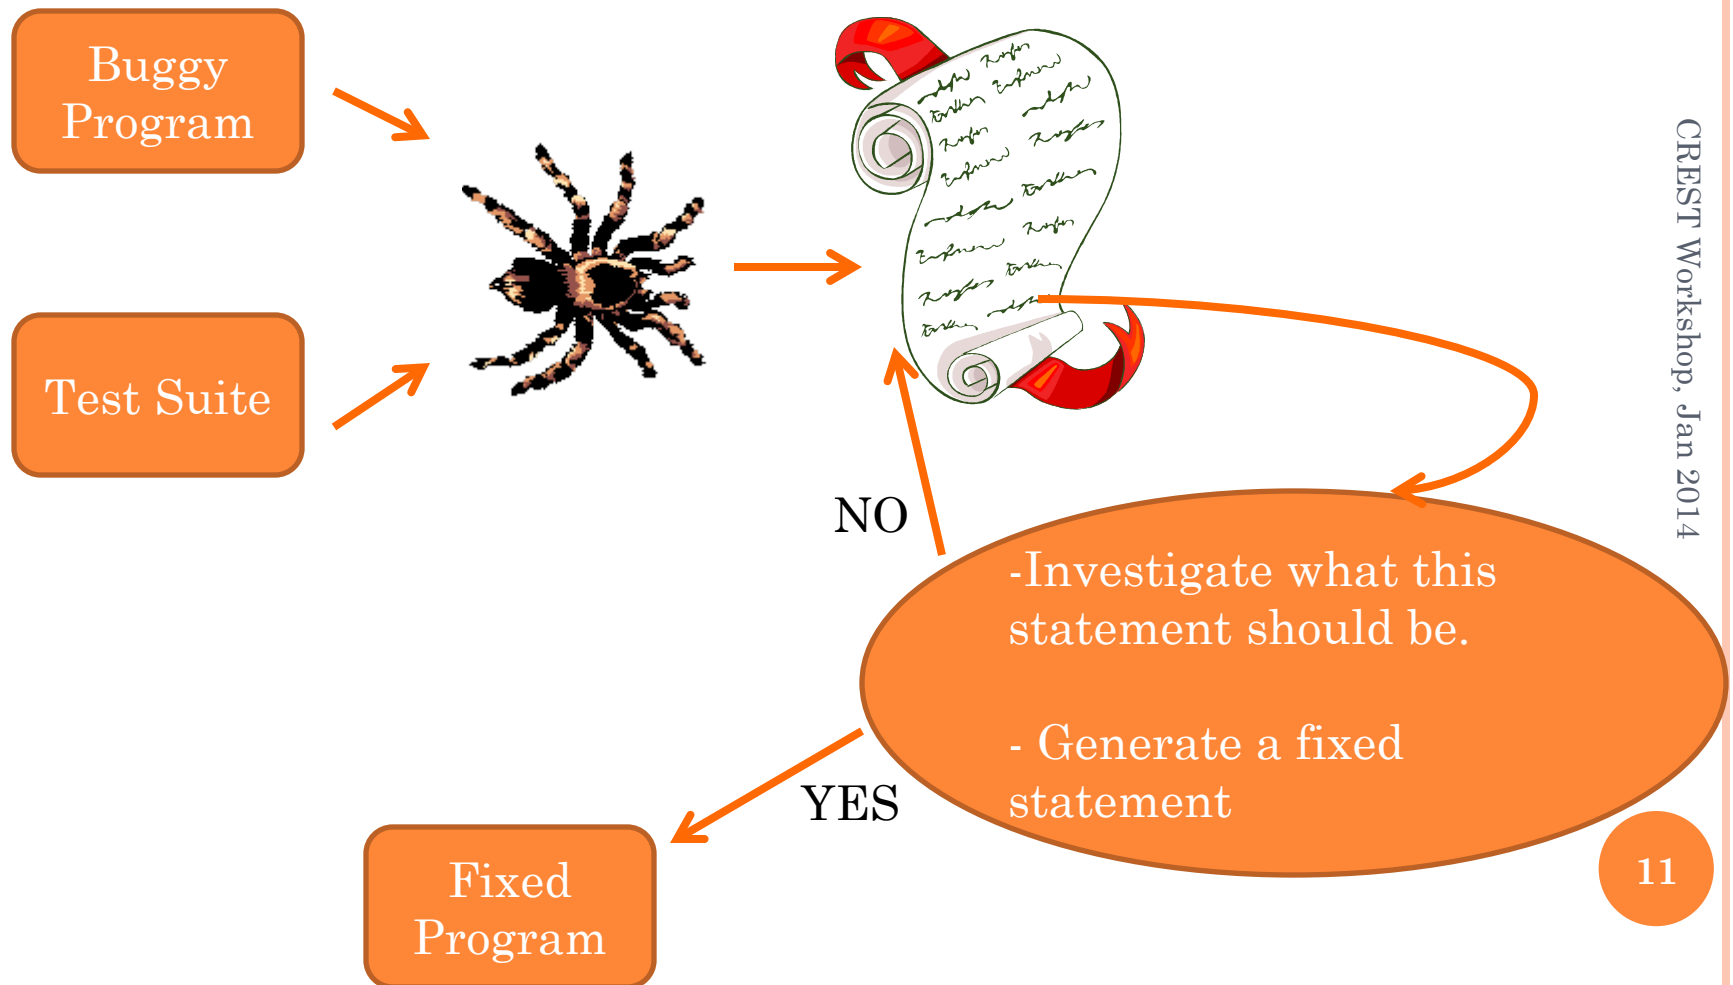 Buggy
Program
Test Suite
NO
-Investigate what this
statement should be.
- Generate a fixed
statement
YES
Fixed
Program
CREST Workshop, Jan 2014
11